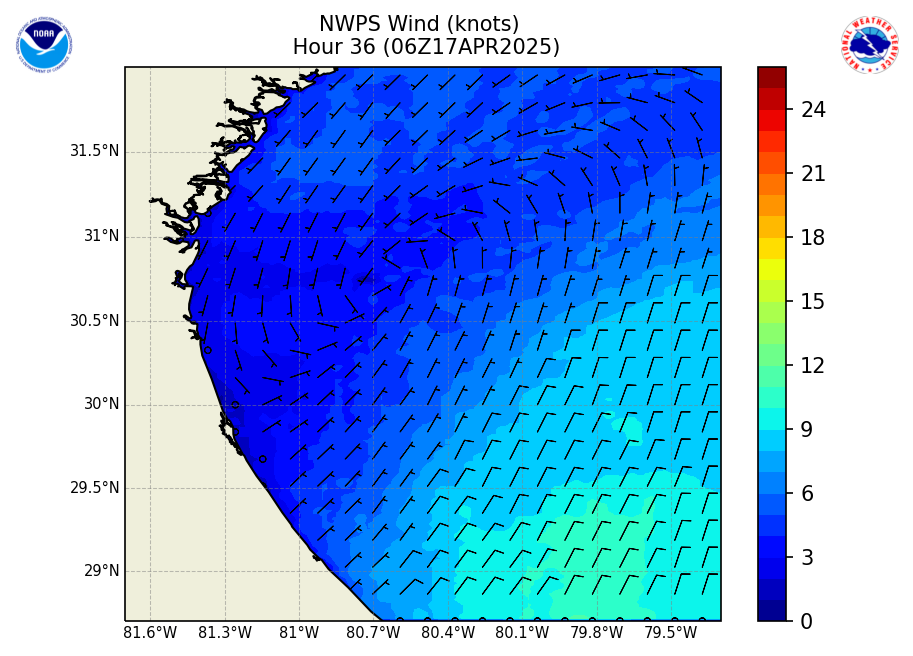 NWPS Wind (knots)
Hour 36 (06Z17APR2025)
NOAA
NATIONAL WEATHER SERVICE
31.5°N
31°N
30.5°N
30°N
29.5°N
29°N
81.6°W 81.3°W 81°W 80.7°W 80.4°W 80.1°W 79.8°W 79.5°W
24
21
18
15
12
9
6
3
0